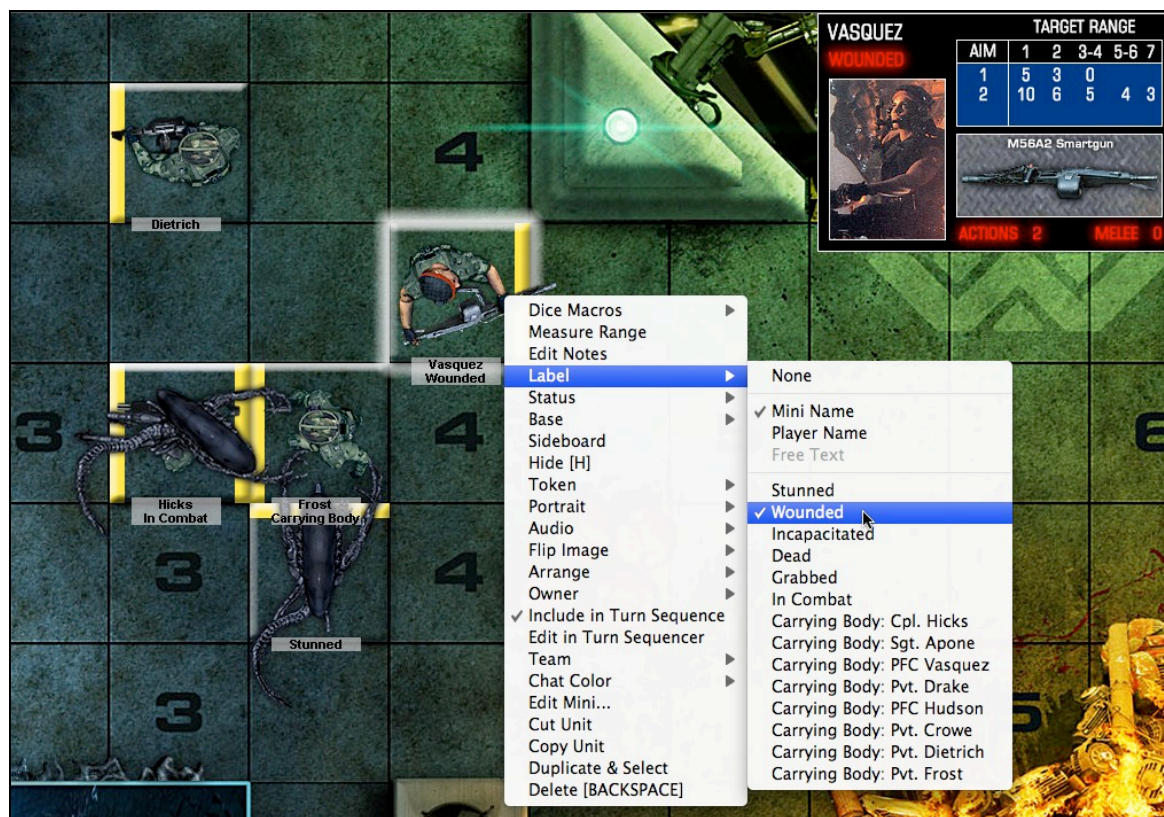 VASQUEZ
WOUNDED
TARGET RANGE
AIM 1 2 3-4 5-6 7
1 5 3 0
2 10 6 5 4 3
M56A2 Smartgun
ACTIONS 2 MELEE 0
4
Dietrich
Vasquez
Wounded
3
4
6
Hicks
In Combat
Frost
Carrying Body
3
4
Stunned
3
5
Dice Macros
Measure Range
Edit Notes
Label
Status
Base
Sideboard
Hide [H]
Token
Portrait
Audio
Flip Image
Arrange
Owner
✓ Include in Turn Sequence
Edit in Turn Sequencer
Team
Chat Color
Edit Mini...
Cut Unit
Copy Unit
Duplicate & Select
Delete [BACKSPACE]
None
✓ Mini Name
Player Name
Free Text
Stunned
✓ Wounded
Incapacitated
Dead
Grabbed
In Combat
Carrying Body: Cpl. Hicks
Carrying Body: Sgt. Apone
Carrying Body: PFC Vasquez
Carrying Body: Pvt. Drake
Carrying Body: PFC Hudson
Carrying Body: Pvt. Crowe
Carrying Body: Pvt. Dietrich
Carrying Body: Pvt. Frost